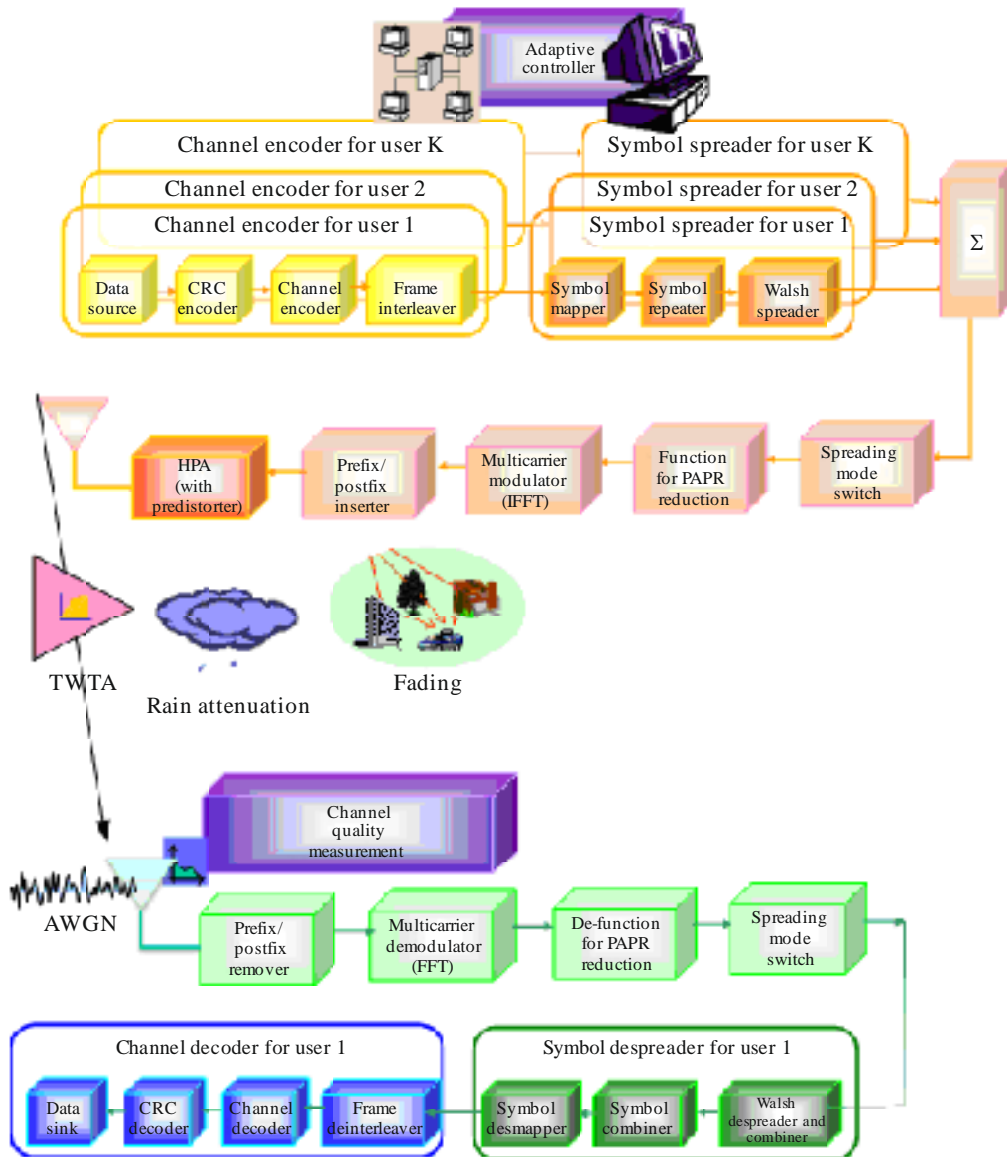 Adaptive
controller
Channel encoder for user K
Symbol spreader for user K
Channel encoder for user 2
Symbol spreader for user 2
Channel encoder for user 1
Symbol spreader for user 1
Σ
Data
source
CRC
encoder
Channel
encoder
Frame
interleaver
Symbol
mapper
Symbol
repeater
Walsh
spreader
HPA
(with
predistorter)
Prefix/
postfix
inserter
Multicarrier
modulator
(IFFT)
Function
for PAPR
reduction
Spreading
mode
switch
TWTA
Rain attenuation
Fading
Channel
quality
measurement
AWGN
Prefix/
postfix
remover
Multicarrier
demodulator
(FFT)
De-function
for PAPR
reduction
Spreading
mode
switch
Channel decoder for user 1
Symbol despreader for user 1
Data
sink
CRC
decoder
Channel
decoder
Frame
deinterleaver
Symbol
desmapper
Symbol
combiner
Walsh
despreader and
combiner